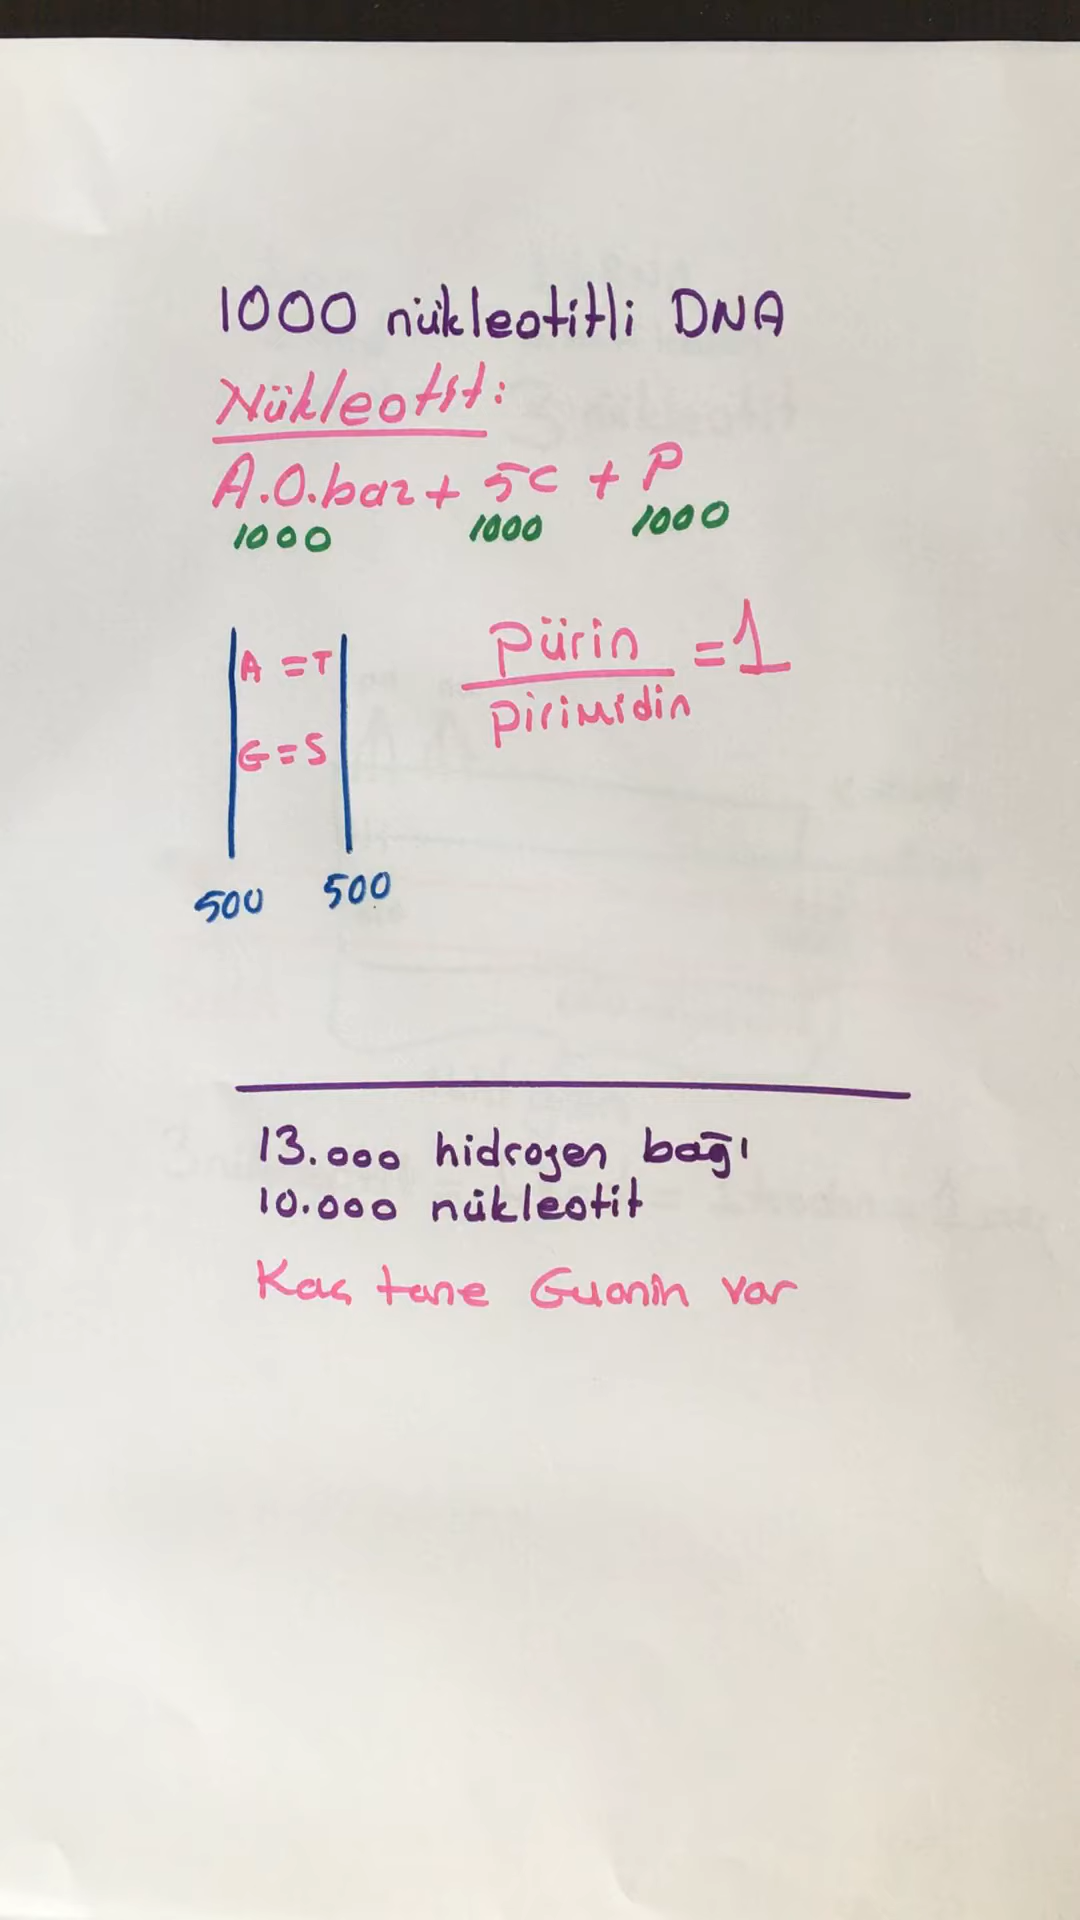 1000 nükleotitli DNA
Nükleotit:
A.O.baz + 5C + P
1000 1000 1000
A = T
G = S
500 500
Pürin
pirimidin
= 1
13.000 hidrojen bağı
10.000 nükleotit
Kaç tane Guanin var